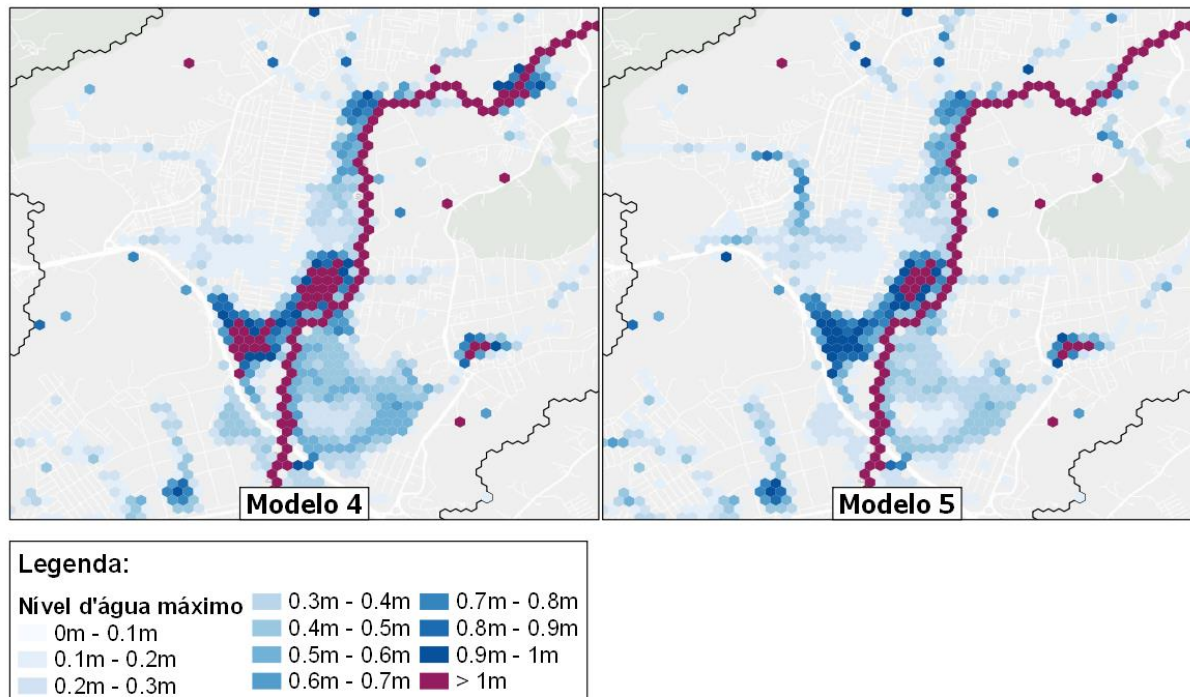 Modelo 4
Modelo 5
Legenda:
Nível d'água máximo
0m - 0.1m
0.1m - 0.2m
0.2m - 0.3m
0.3m - 0.4m
0.4m - 0.5m
0.5m - 0.6m
0.6m - 0.7m
0.7m - 0.8m
0.8m - 0.9m
0.9m - 1m
> 1m